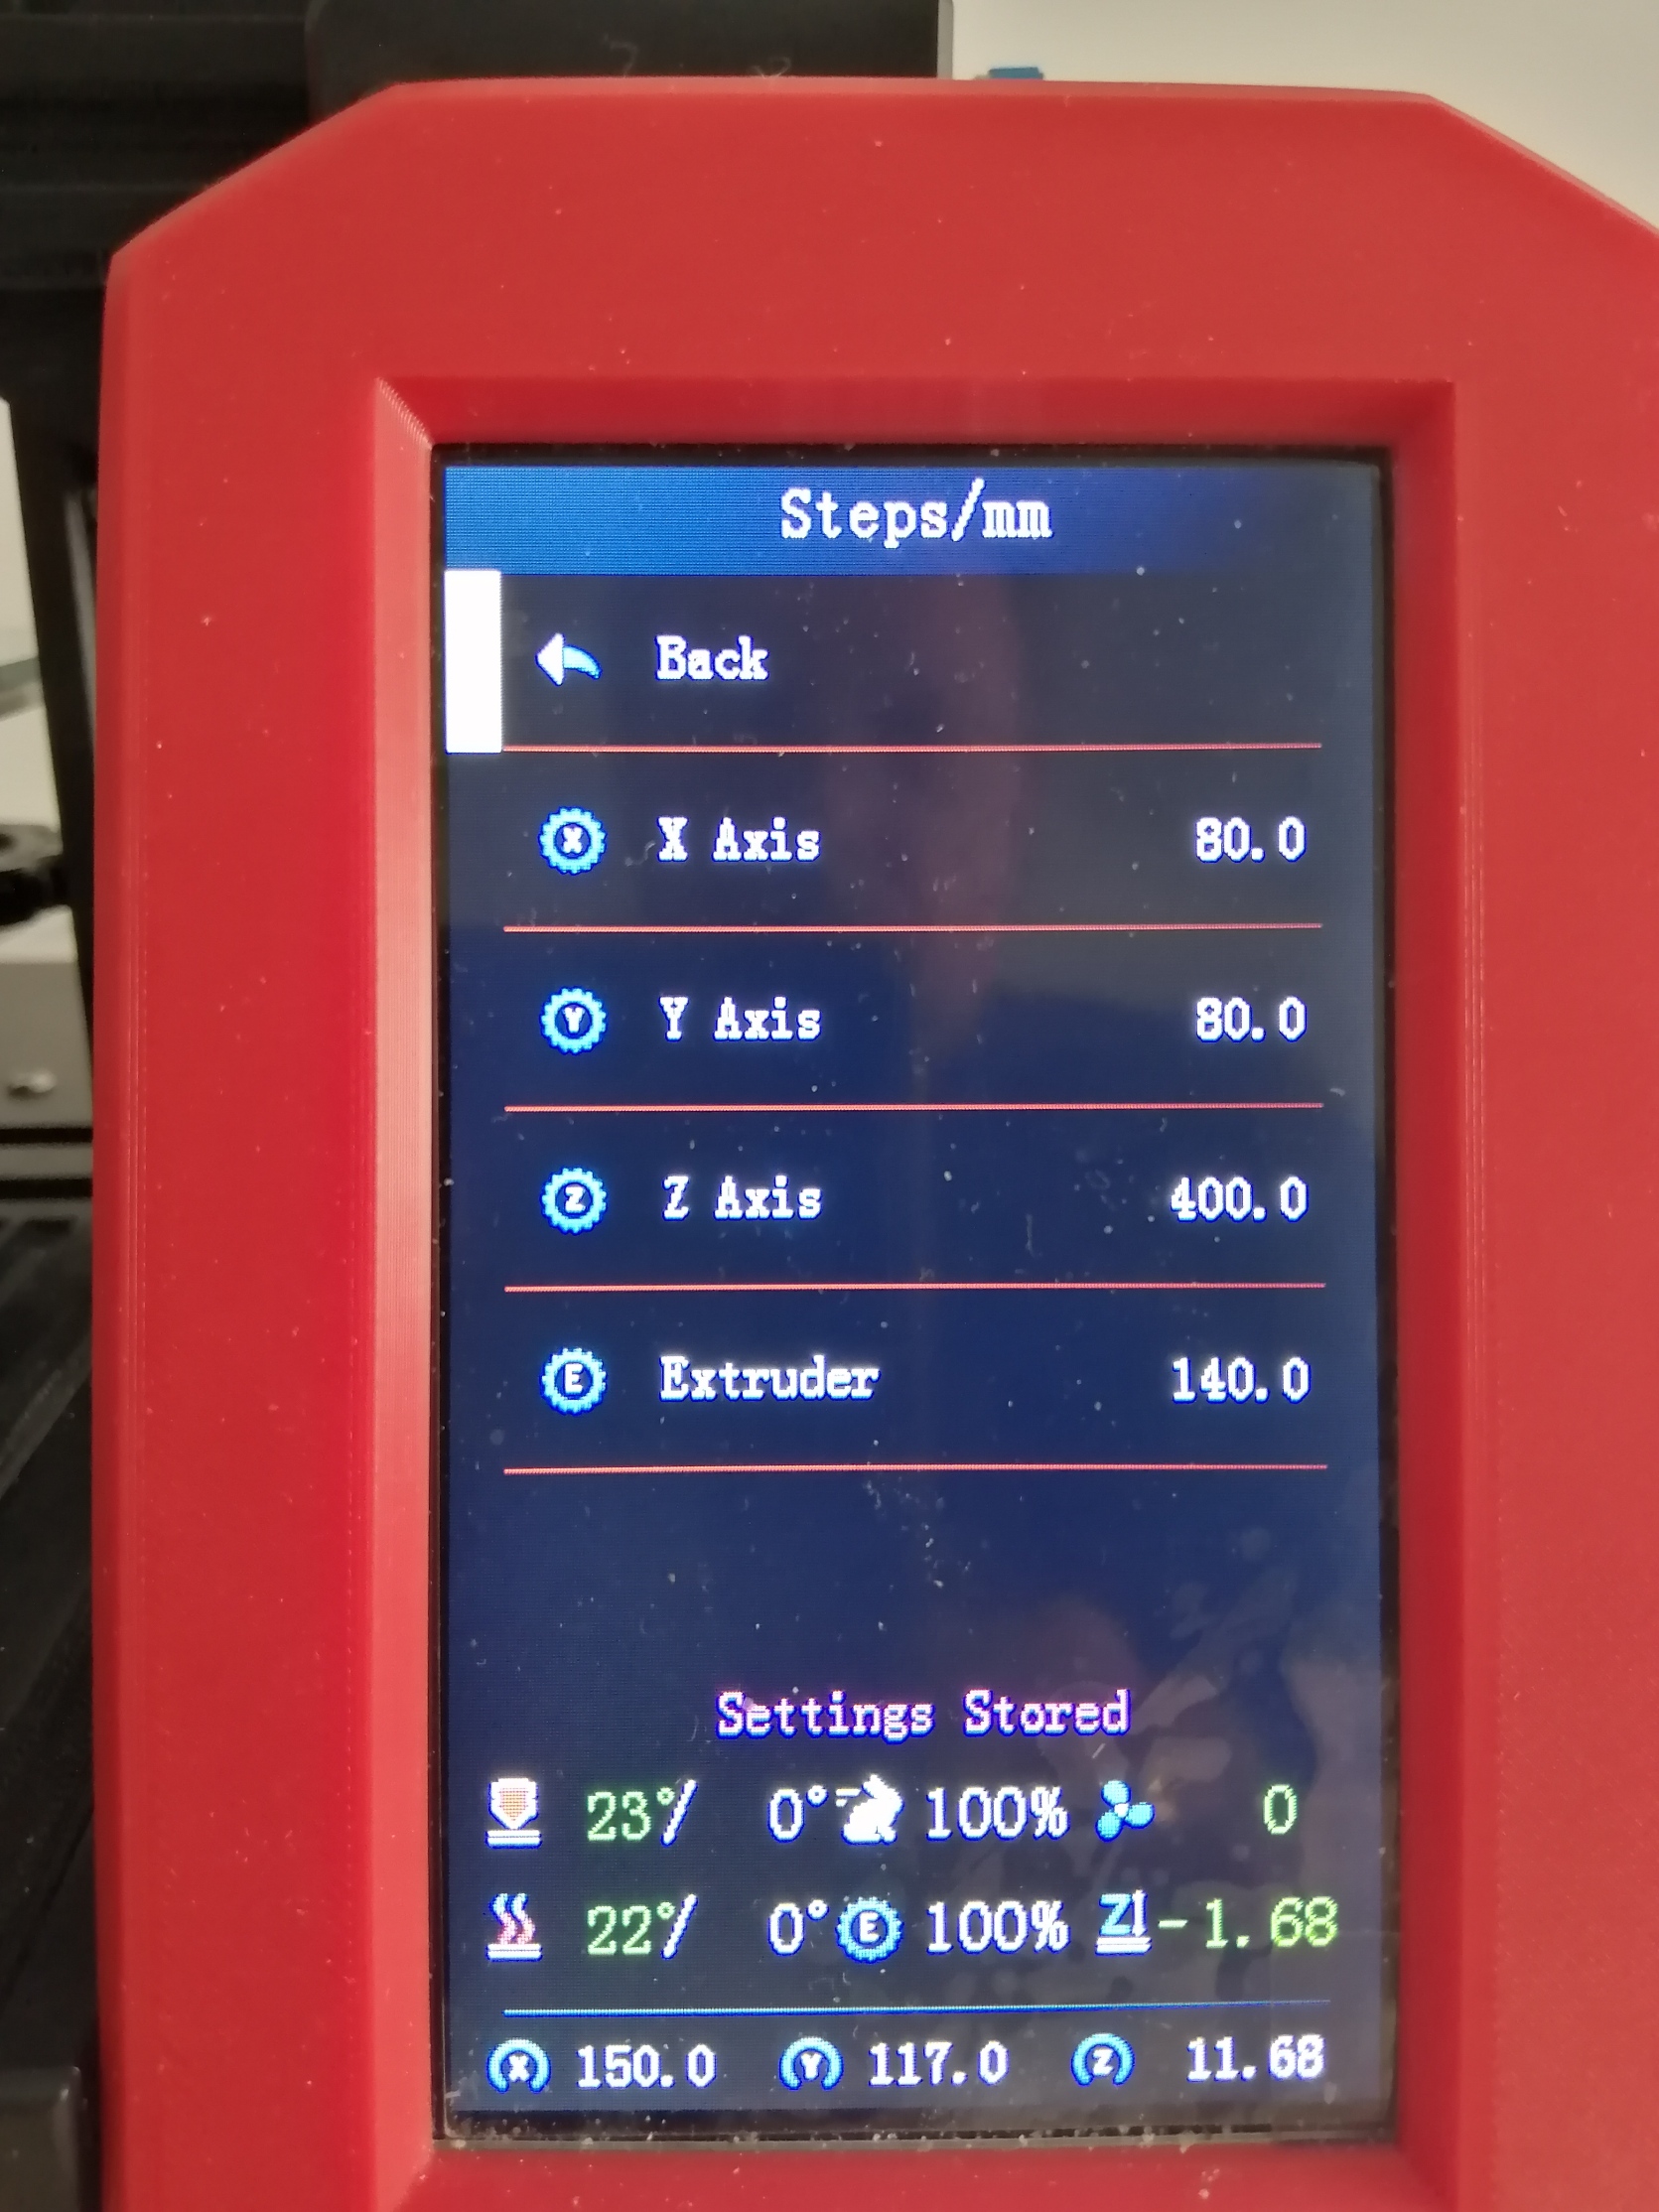 Steps/mm
Back
X X Axis 80.0
Y Y Axis 80.0
Z Z Axis 400.0
E Extruder 140.0
Settings Stored
23°/ 0° 100% 0
22°/ 0° E 100% Z -1.68
X 150.0 Y 117.0 Z 11.68